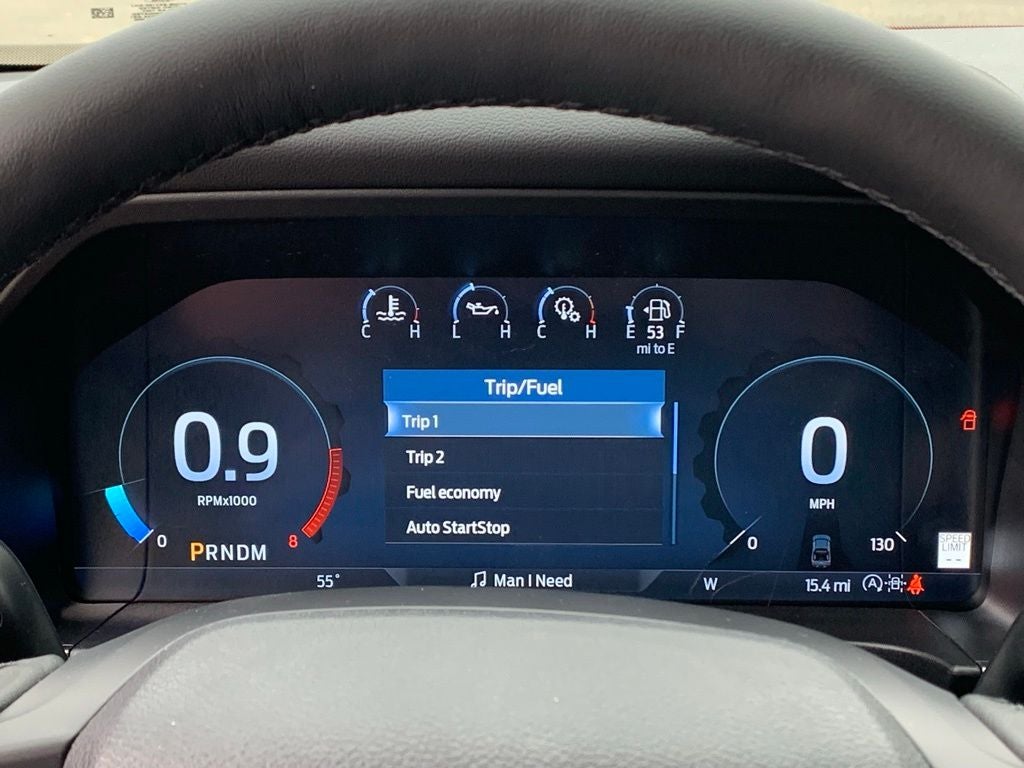 C H
L H
C H
E 53 F
mi to E
Trip/Fuel
Trip 1
Trip 2
Fuel economy
Auto StartStop
0.9
RPMx1000
0
8
PRNDM
0
MPH
0
130
SPEED
LIMIT
--
55°
Man I Need
W
15.4 mi
A